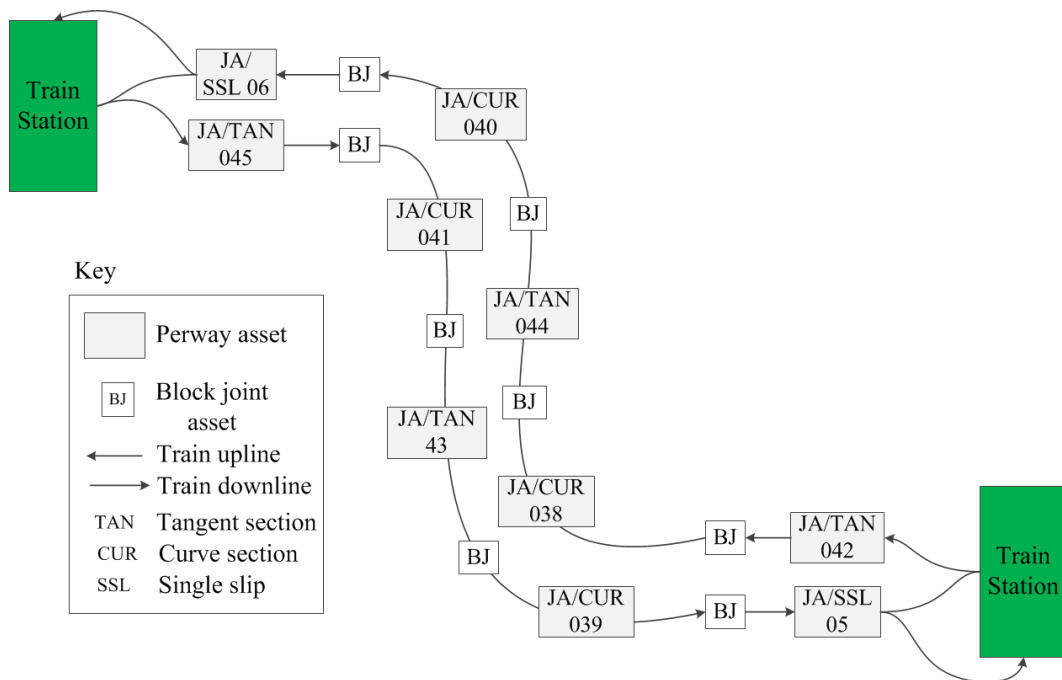 Train
Station
JA/
SSL 06
BJ
JA/CUR
040
JA/TAN
045
BJ
JA/CUR
041
BJ
JA/TAN
044
BJ
BJ
JA/TAN
43
JA/CUR
038
BJ
BJ
JA/TAN
042
JA/CUR
039
BJ
JA/SSL
05
Train
Station
Key
Perway asset
BJ
Block joint
asset
Train upline
Train downline
TAN Tangent section
CUR Curve section
SSL Single slip